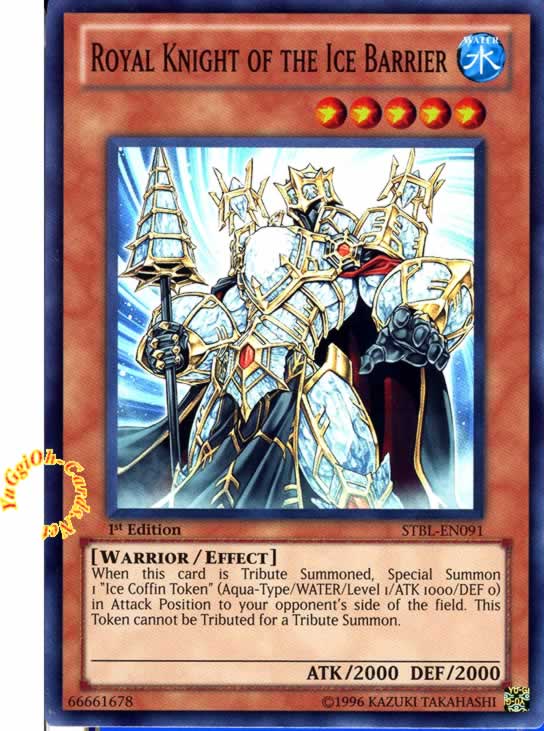 ROYAL KNIGHT OF THE ICE BARRIER
WATER
水
YuGgiOh-Cards.Net
1st Edition
STBL-EN091
[WARRIOR / EFFECT]
When this card is Tribute Summoned, Special Summon
1 "Ice Coffin Token" (Aqua-Type/WATER/Level 1/ATK 1000/DEF 0)
in Attack Position to your opponent's side of the field. This
Token cannot be Tributed for a Tribute Summon.
ATK/2000 DEF/2000
66661678
©1996 KAZUKI TAKAHASHI